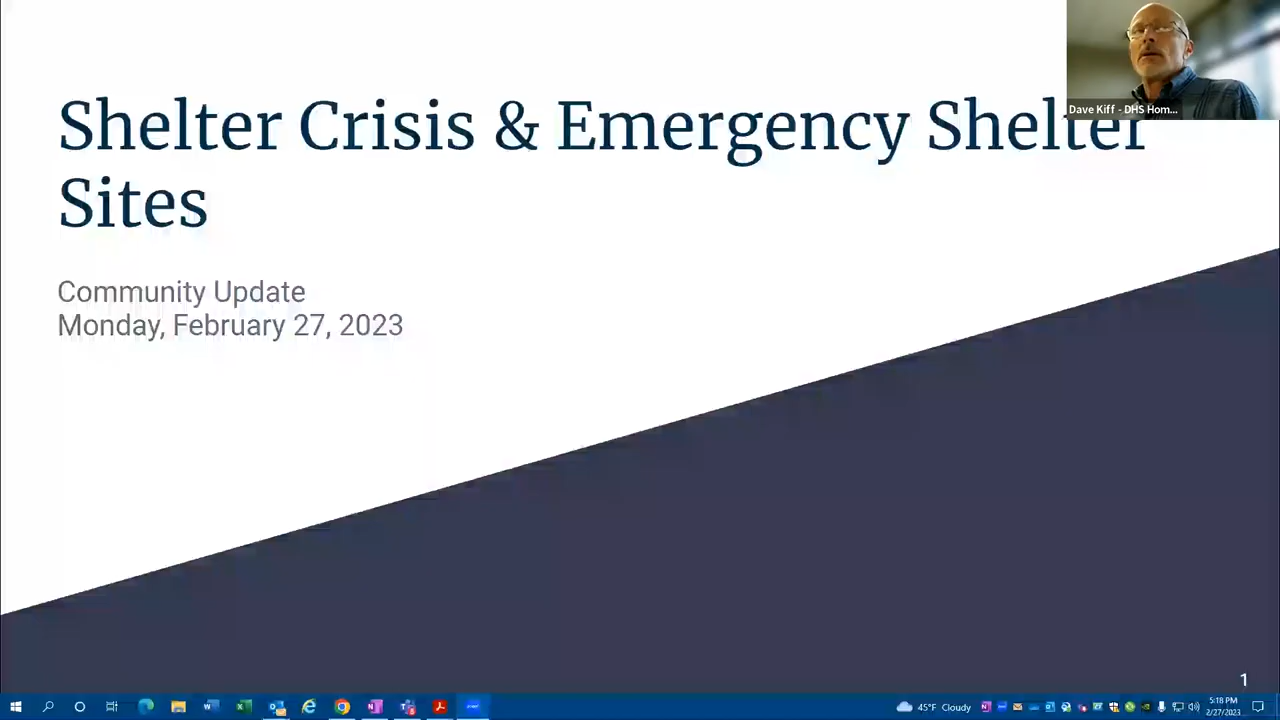 Shelter Crisis & Emergency Shelter
Sites
Dave Kiff - DHS Hom...
Community Update
Monday, February 27, 2023
1
45°F Cloudy
5:18 PM
2/27/2023